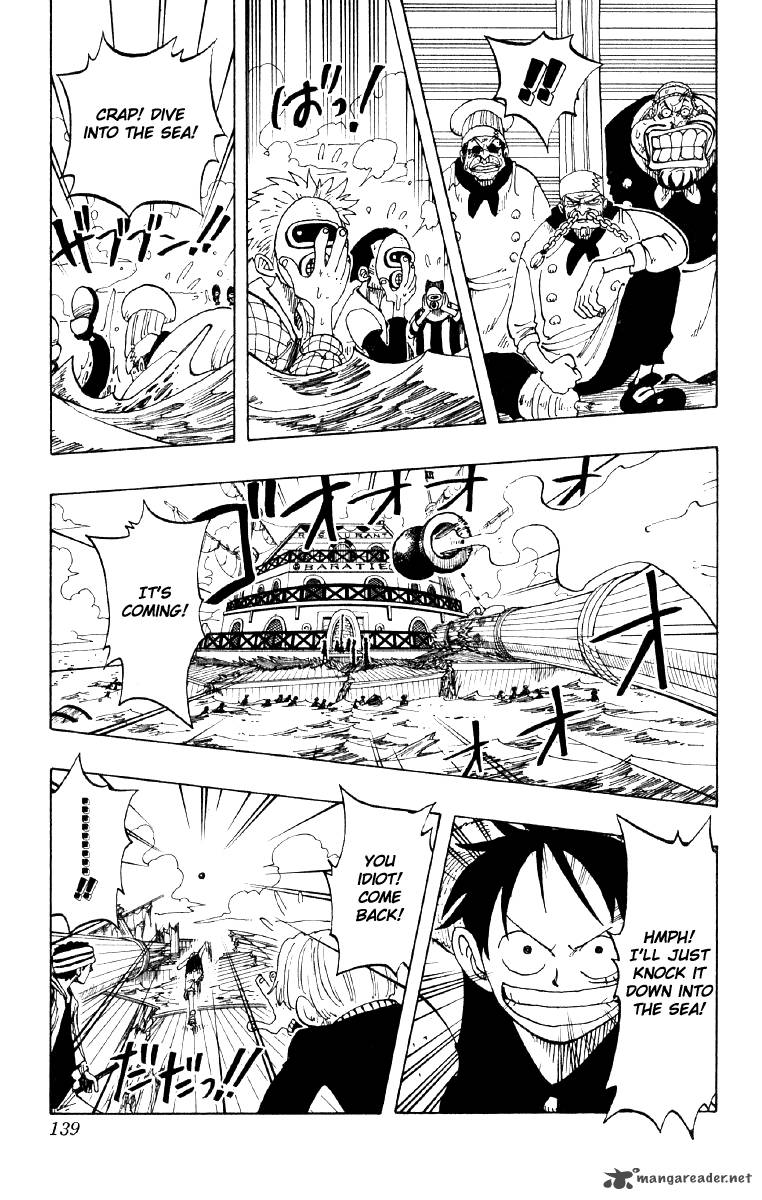 !!
ばっ!
CRAP! DIVE
INTO THE SEA!
ザブブン!!
IT'S
COMING!
ゴオオオオオオオ
RESTAURANT
BARATIE
HMPH!
I'LL JUST
KNOCK IT
DOWN INTO
THE SEA!
YOU
IDIOT!
COME
BACK!
..........!!
だだっ!!
139
mangareader.net